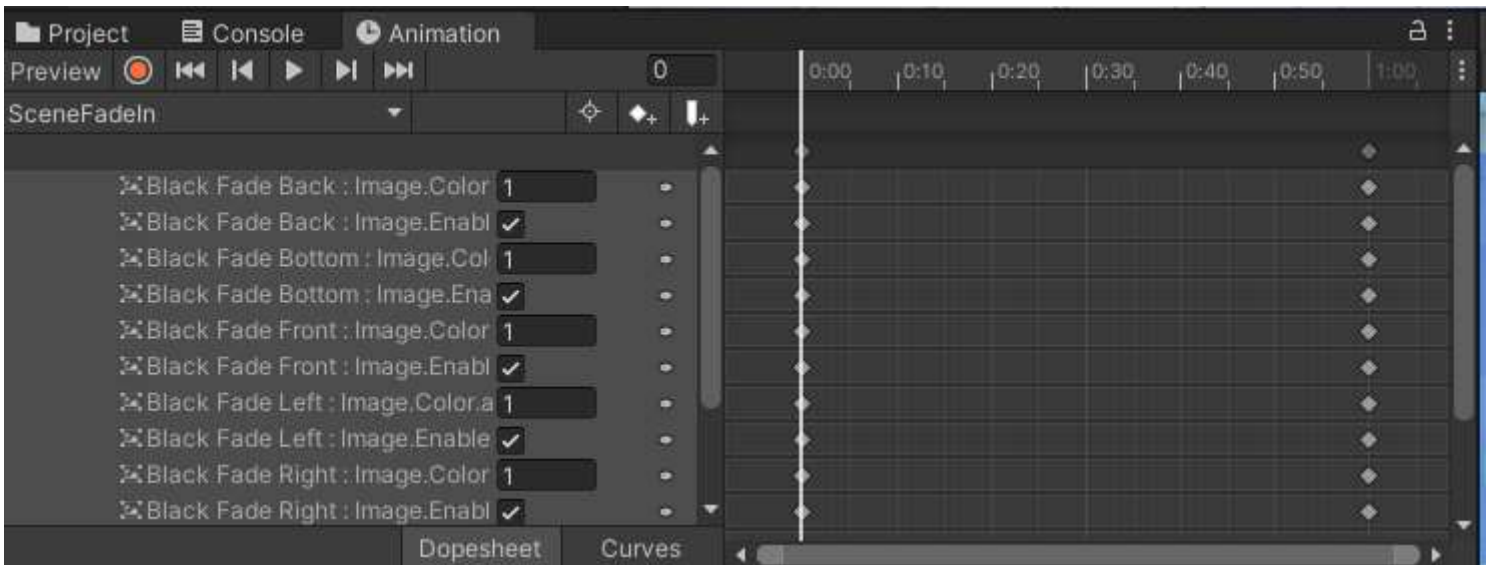 Project Console Animation
Preview 0 0:00 0:10 0:20 0:30 0:40 0:50 1:00
SceneFadeIn
Black Fade Back : Image.Color 1
Black Fade Back : Image.Enabl
Black Fade Bottom : Image.Col 1
Black Fade Bottom : Image.Ena
Black Fade Front : Image.Color 1
Black Fade Front : Image.Enabl
Black Fade Left : Image.Color.a 1
Black Fade Left : Image.Enable
Black Fade Right : Image.Color 1
Black Fade Right : Image.Enabl
Dopesheet Curves